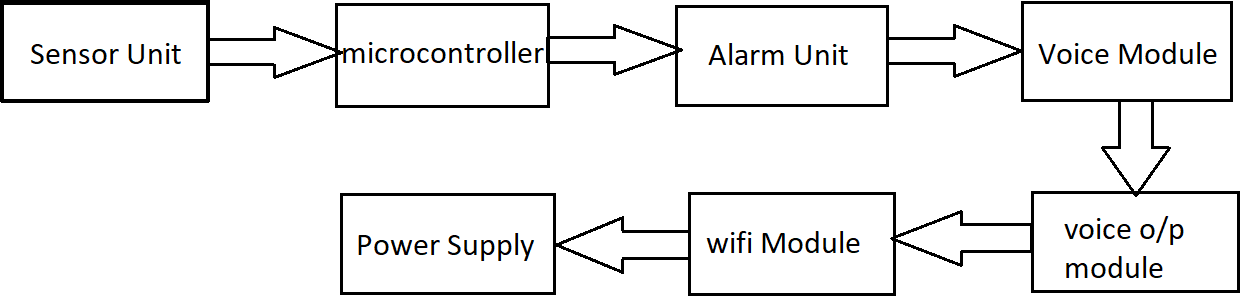 Sensor Unit
microcontroller
Alarm Unit
Voice Module
voice o/p
module
wifi Module
Power Supply